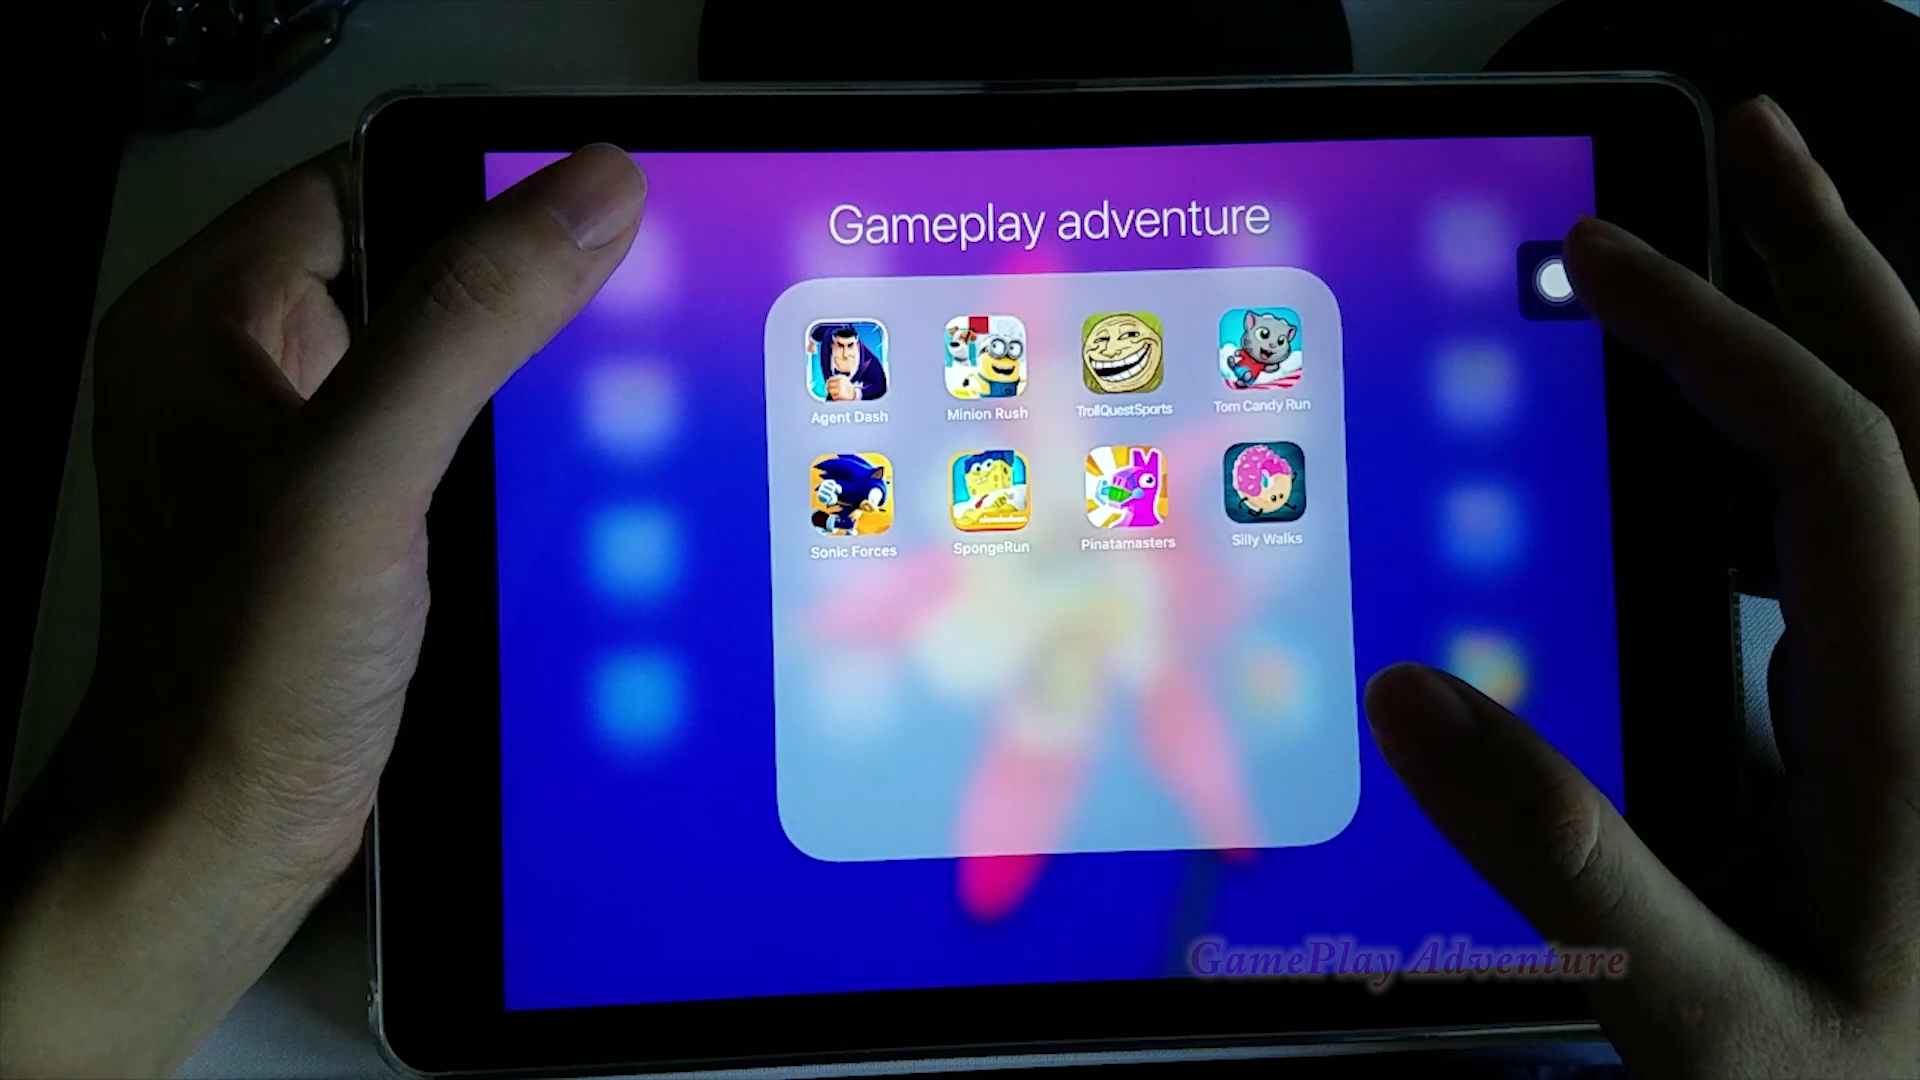 Gameplay adventure
Agent Dash
Minion Rush
TrollQuestSports
Tom Candy Run
Sonic Forces
SpongeRun
Pinatamasters
Silly Walks
GamePlay Adventure